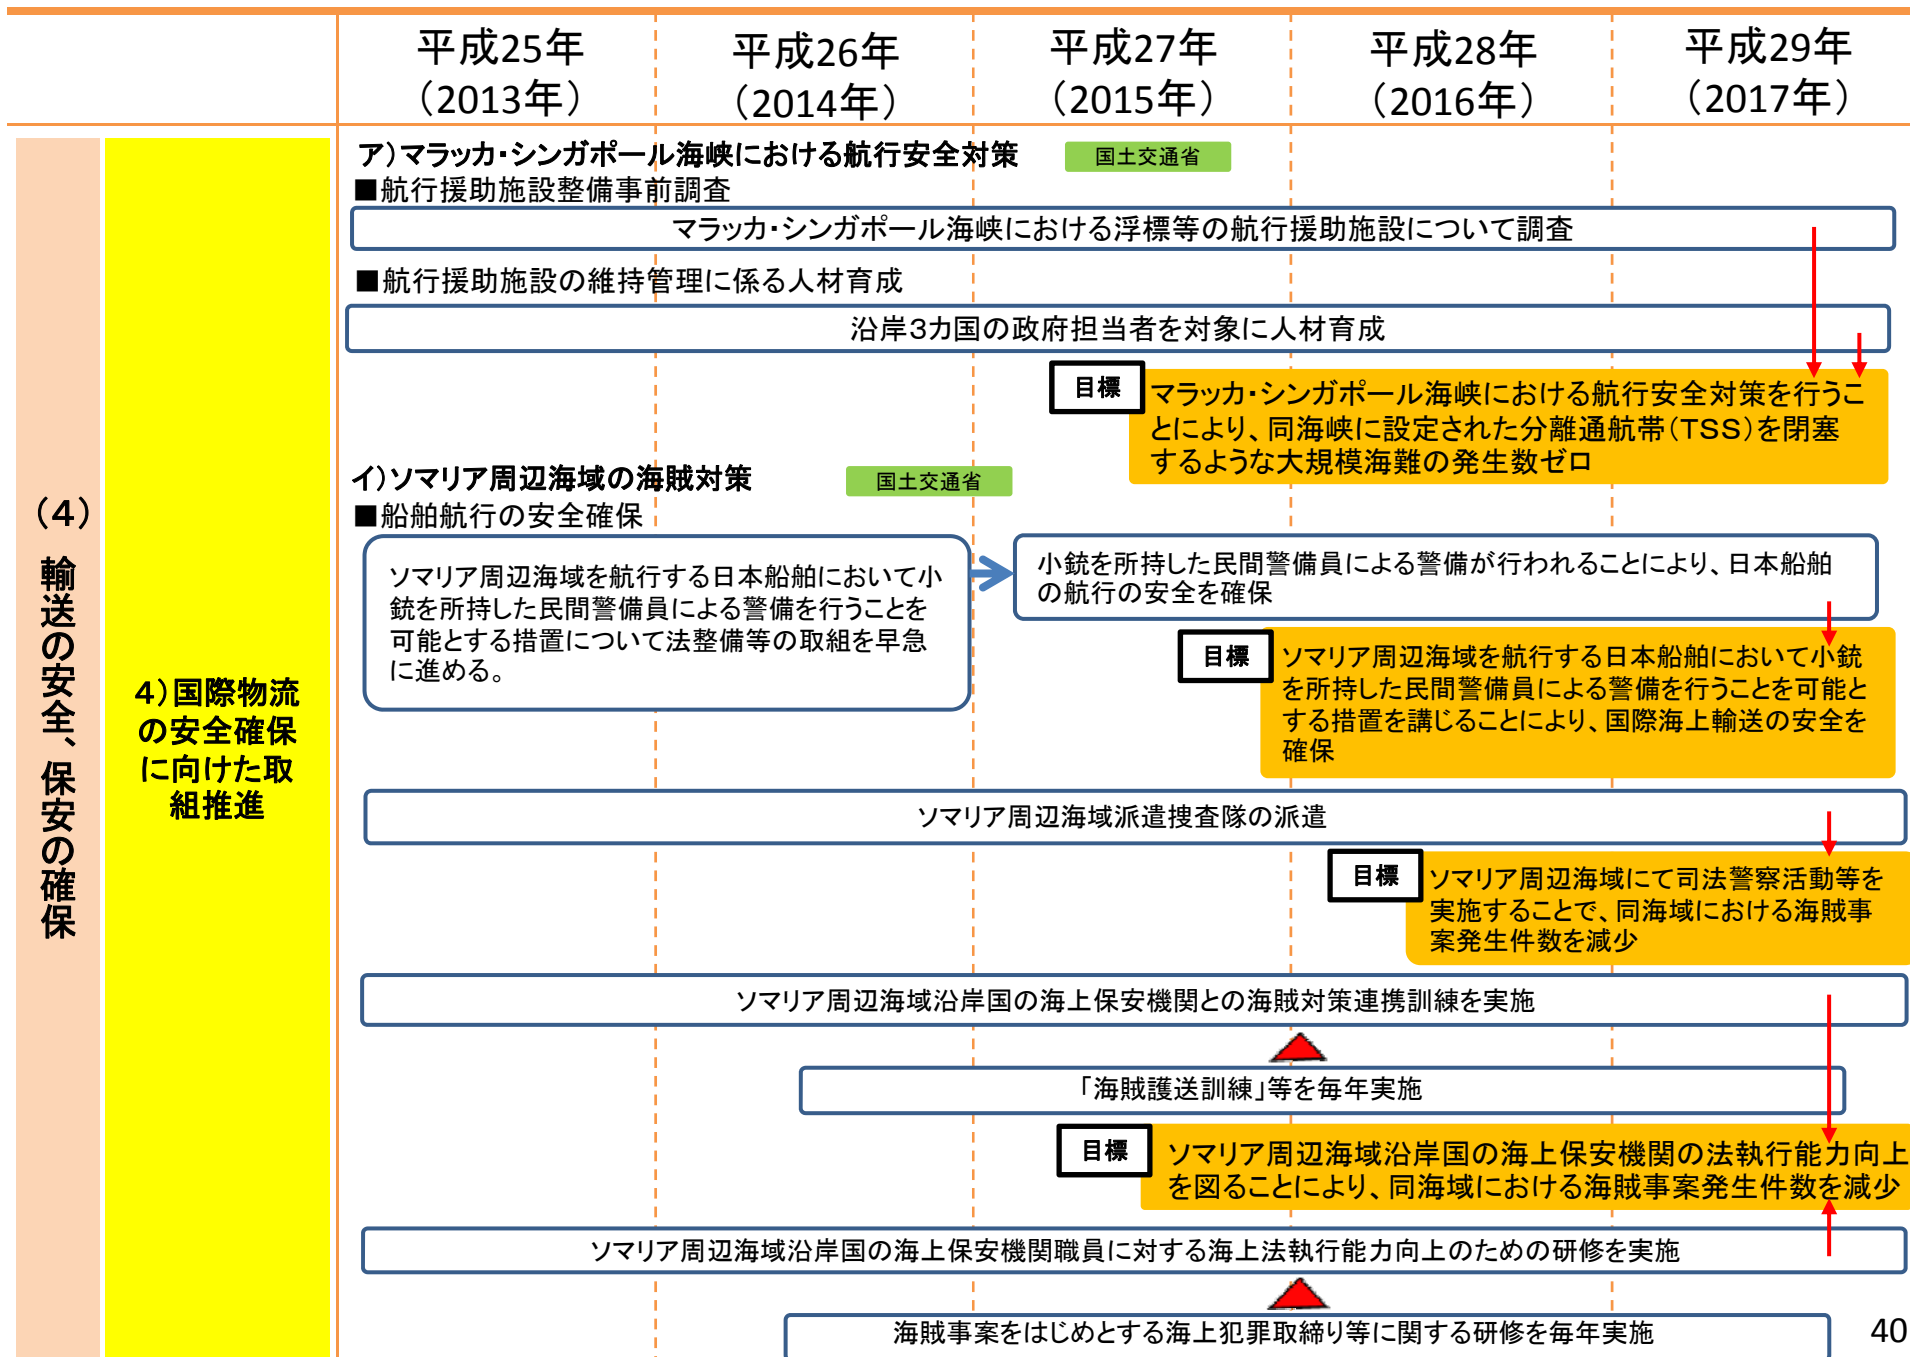 平成25年
（2013年）
平成26年
（2014年）
平成27年
（2015年）
平成28年
（2016年）
平成29年
（2017年）
（4）輸送の安全、保安の確保
4）国際物流
の安全確保
に向けた取
組推進
ア）マラッカ・シンガポール海峡における航行安全対策
国土交通省
■航行援助施設整備事前調査
マラッカ・シンガポール海峡における浮標等の航行援助施設について調査
■航行援助施設の維持管理に係る人材育成
沿岸3カ国の政府担当者を対象に人材育成
目標
マラッカ・シンガポール海峡における航行安全対策を行うこ
とにより、同海峡に設定された分離通航帯（TSS）を閉塞
するような大規模海難の発生数ゼロ
イ）ソマリア周辺海域の海賊対策
国土交通省
■船舶航行の安全確保
ソマリア周辺海域を航行する日本船舶において小
銃を所持した民間警備員による警備を行うことを
可能とする措置について法整備等の取組を早急
に進める。
小銃を所持した民間警備員による警備が行われることにより、日本船舶
の航行の安全を確保
目標
ソマリア周辺海域を航行する日本船舶において小銃
を所持した民間警備員による警備を行うことを可能と
する措置を講じることにより、国際海上輸送の安全を
確保
ソマリア周辺海域派遣捜査隊の派遣
目標
ソマリア周辺海域にて司法警察活動等を
実施することで、同海域における海賊事
案発生件数を減少
ソマリア周辺海域沿岸国の海上保安機関との海賊対策連携訓練を実施
「海賊護送訓練」等を毎年実施
目標
ソマリア周辺海域沿岸国の海上保安機関の法執行能力向上
を図ることにより、同海域における海賊事案発生件数を減少
ソマリア周辺海域沿岸国の海上保安機関職員に対する海上法執行能力向上のための研修を実施
海賊事案をはじめとする海上犯罪取締り等に関する研修を毎年実施
40